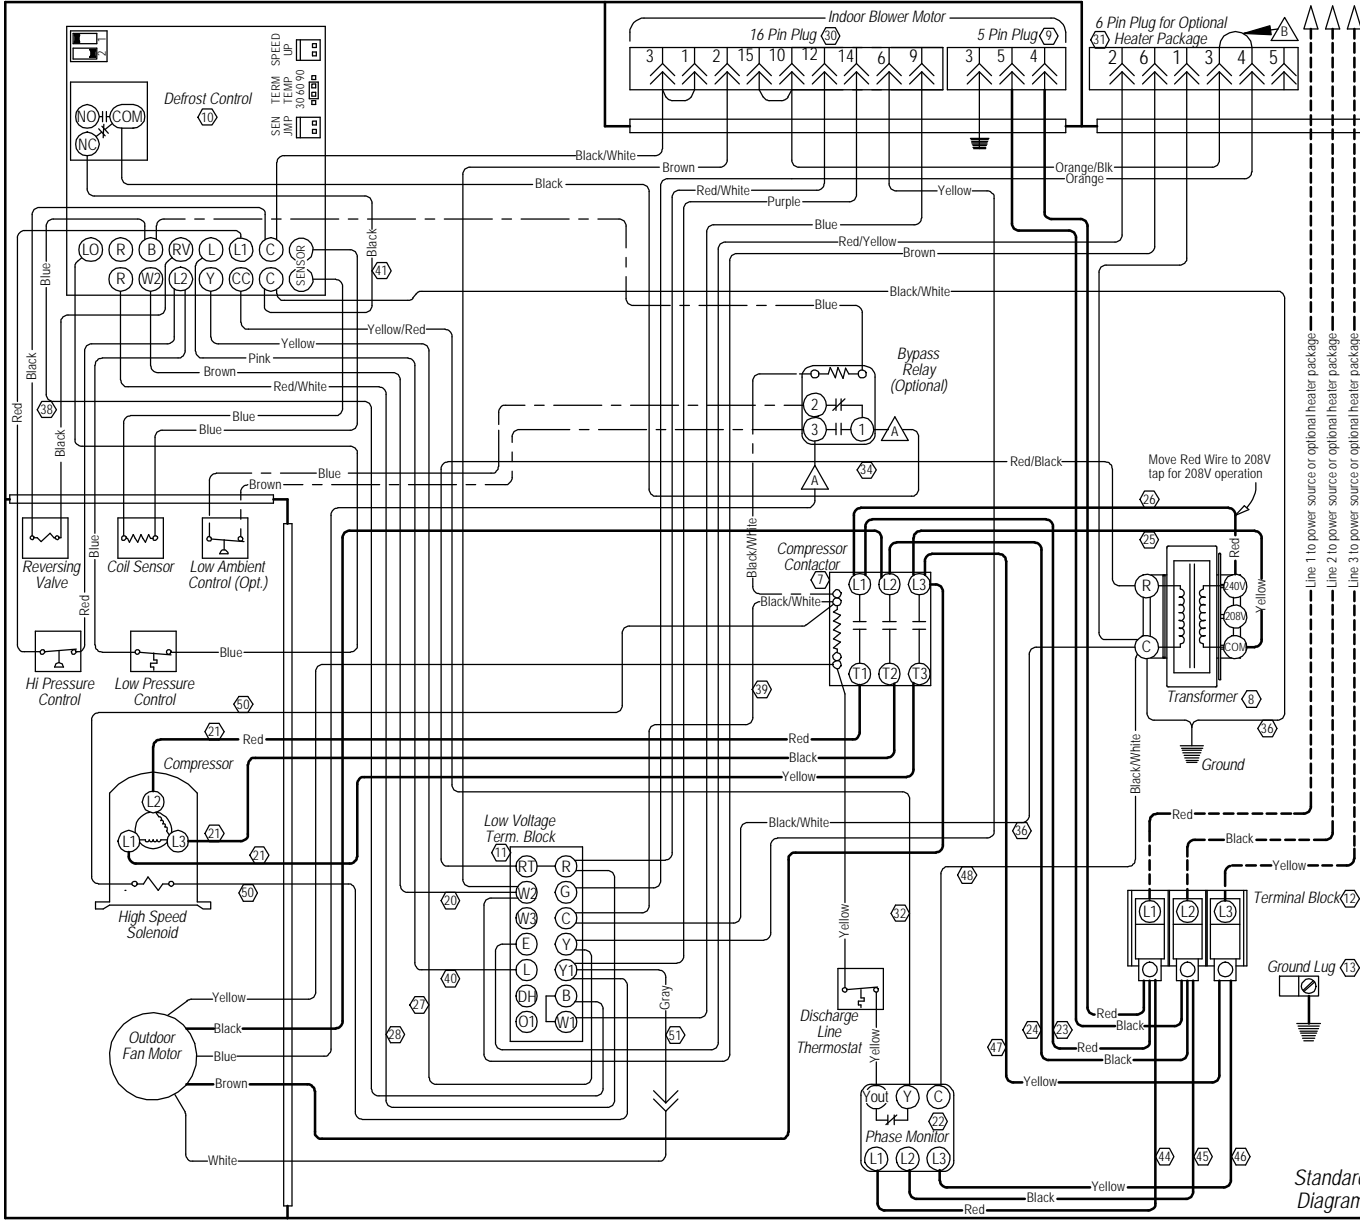 Indoor Blower Motor
16 Pin Plug 30
5 Pin Plug 9
6 Pin Plug for Optional
31 Heater Package
B
3 1 2 15 10 12 14 6 9
3 5 4
2 6 1 3 4 5
1
2
SPEED UP
TERM TEMP
30 60 90
SEN JMP
Defrost Control
10
NO COM
NC
Black/White
Brown
Black
Red/White
Purple
Orange/Blk
Orange
Yellow
Blue
Red/Yellow
Brown
Black/White
LO R B RV L L1 C SENSOR
R W2 L2 Y CC C
Black
41
Blue
Blue
Yellow/Red
Yellow
Pink
Brown
Red/White
Blue
Blue
Black
Red
38
Black
Bypass
Relay
(Optional)
2
3 1
A
A
34
Blue
Brown
Red/Black
Move Red Wire to 208V
tap for 208V operation
26
25
Line 1 to power source or optional heater package
Line 2 to power source or optional heater package
Line 3 to power source or optional heater package
Reversing
Valve
Coil Sensor
Low Ambient
Control (Opt.)
Blue
Red
Black/White
Compressor
Contactor
7
L1 L2 L3
Black/White
T1 T2 T3
Red
Yellow
R
C
240V
208V
COM
Transformer 8
36
Ground
Blue
Hi Pressure
Control
Low Pressure
Control
50
39
21
Red
Red
Black
Yellow
Black/White
Compressor
L2
L1 L3
21
21
50
High Speed
Solenoid
Low Voltage
Term. Block
11
Black/White
36
RT R
W2 G
W3 C
E Y
L Y1
DH B
O1 W1
20
40
27
28
Gray
51
Yellow
32
48
Red
Black
Yellow
L1 L2 L3
Terminal Block 12
Ground Lug 13
Yellow
Black
Blue
Brown
White
Outdoor
Fan Motor
Discharge
Line
Thermostat
Yellow
47
24
23
Red
Black
Red
Black
Yellow
Yout Y C
22
Phase Monitor
L1 L2 L3
44
45
46
Yellow
Black
Red
Standard
Diagram